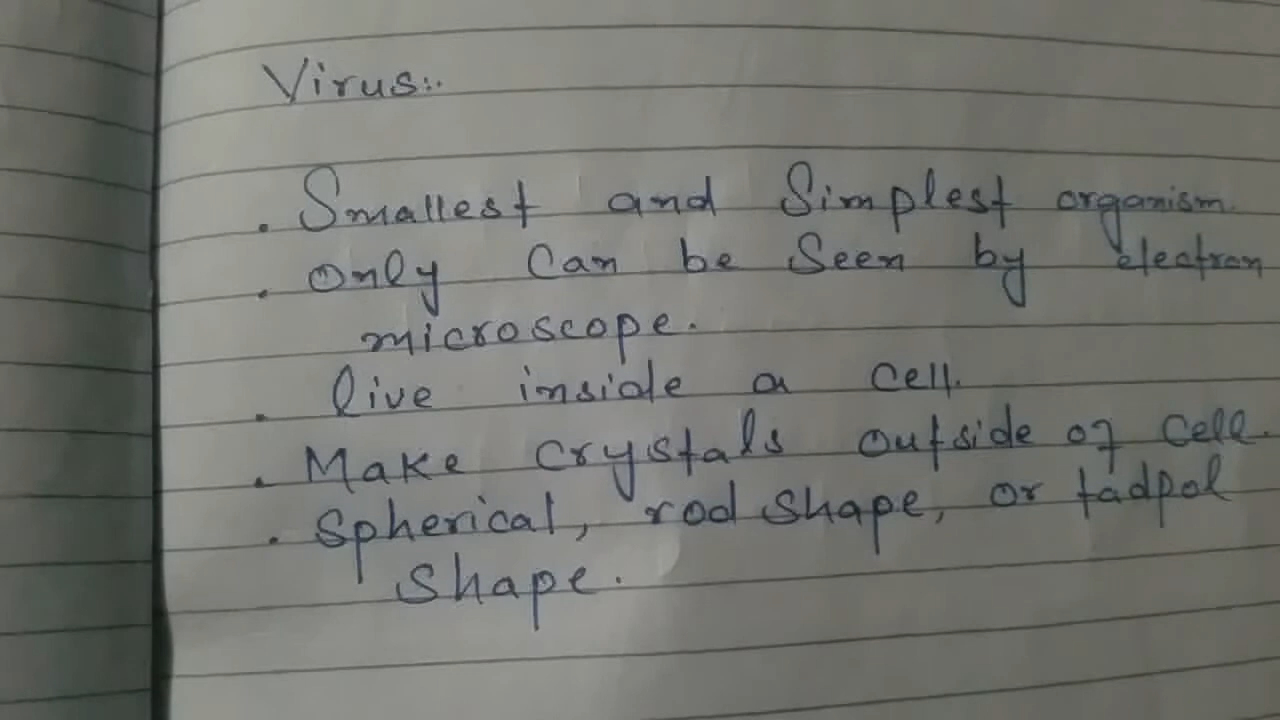 Virus:.
. Smallest and Simplest organism.
. Only Can be Seen by electron
microscope.
. live inside a cell.
. Make crystals outside of cell.
. Spherical, rod shape, or tadpol
shape.